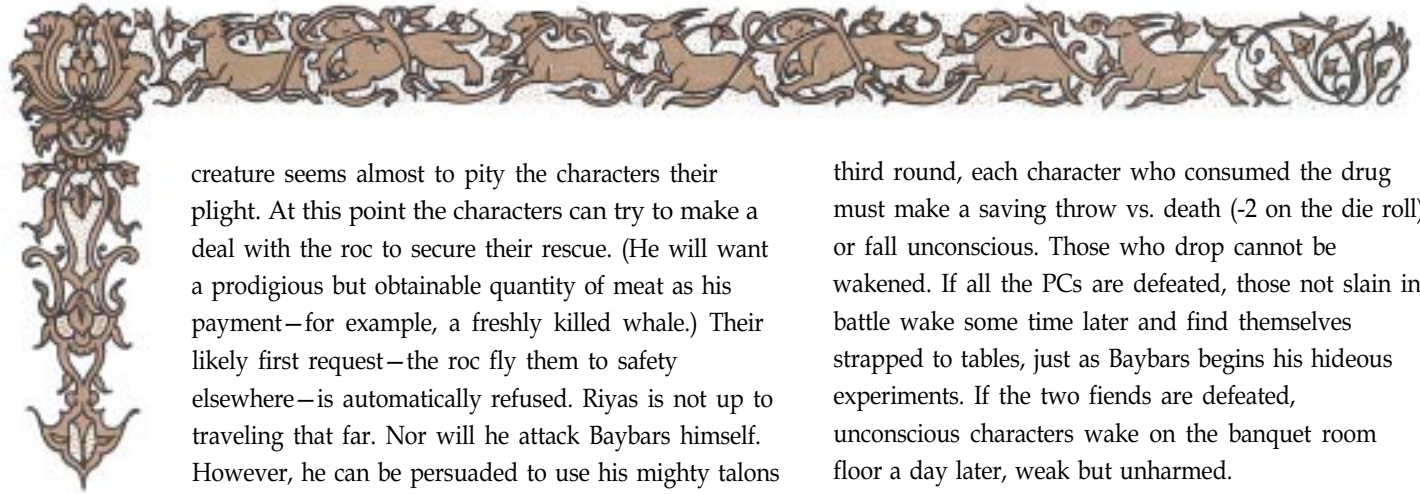 creature seems almost to pity the characters their
plight. At this point the characters can try to make a
deal with the roc to secure their rescue. (He will want
a prodigious but obtainable quantity of meat as his
payment—for example, a freshly killed whale.) Their
likely first request—the roc fly them to safety
elsewhere—is automatically refused. Riyas is not up to
traveling that far. Nor will he attack Baybars himself.
However, he can be persuaded to use his mighty talons
third round, each character who consumed the drug
must make a saving throw vs. death (-2 on the die roll)
or fall unconscious. Those who drop cannot be
wakened. If all the PCs are defeated, those not slain in
battle wake some time later and find themselves
strapped to tables, just as Baybars begins his hideous
experiments. If the two fiends are defeated,
unconscious characters wake on the banquet room
floor a day later, weak but unharmed.